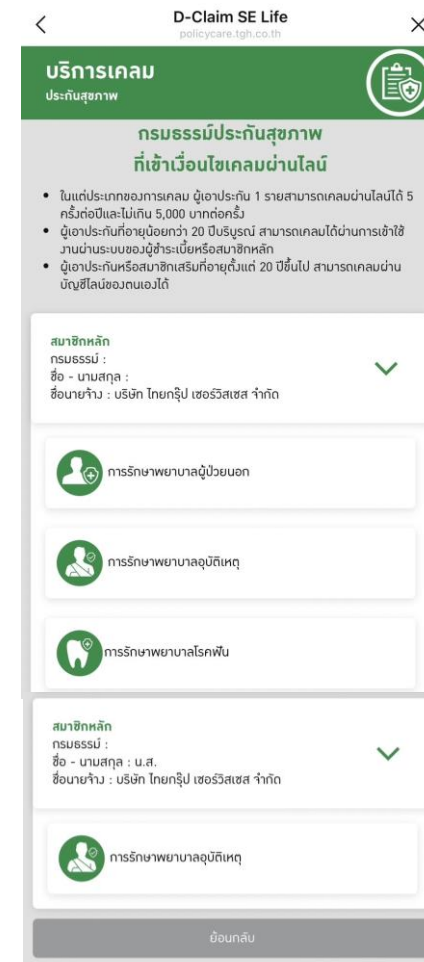 D-Claim SE Life
policycare.tgh.co.th
บริการเคลม
ประกันสุขภาพ
กรมธรรม์ประกันสุขภาพ
ที่เข้าเงื่อนไขเคลมผ่านไลน์
• ในแต่ประเภทของการเคลม ผู้เอาประกัน 1 รายสามารถเคลมผ่านไลน์ได้ 5
ครั้งต่อปีและไม่เกิน 5,000 บาทต่อครั้ง
• ผู้เอาประกันที่อายุน้อยกว่า 20 ปีบริบูรณ์ สามารถเคลมได้ผ่านการเข้าใช้
งานผ่านระบบของผู้ชำระเบี้ยหรือสมาชิกหลัก
• ผู้เอาประกันหรือสมาชิกเสริมที่อายุตั้งแต่ 20 ปีขึ้นไป สามารถเคลมผ่าน
บัญชีไลน์ของตนเองได้
สมาชิกหลัก
กรมธรรม์ :
ชื่อ - นามสกุล :
ชื่อนายจ้าง : บริษัท ไทยกรุ๊ป เซอร์วิสเซส จำกัด
การรักษาพยาบาลผู้ป่วยนอก
การรักษาพยาบาลอุบัติเหตุ
การรักษาพยาบาลโรคฟัน
สมาชิกหลัก
กรมธรรม์ :
ชื่อ - นามสกุล : น.ส.
ชื่อนายจ้าง : บริษัท ไทยกรุ๊ป เซอร์วิสเซส จำกัด
การรักษาพยาบาลอุบัติเหตุ
ย้อนกลับ